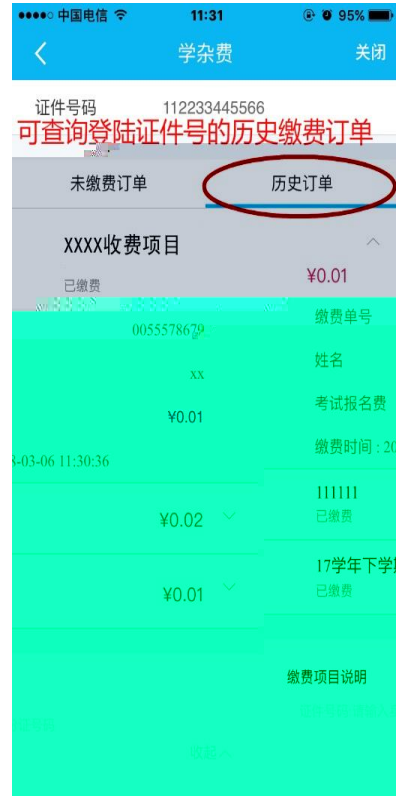 中国电信 11:31 95%
学杂费 关闭
证件号码 112233445566
可查询登陆证件号的历史缴费订单
未缴费订单 历史订单
XXXX收费项目
已缴费 ¥0.01
0055578679 缴费单号
xx 姓名
¥0.01 考试报名费
缴费时间 : 20
-03-06 11:30:36
111111
¥0.02 已缴费
17学年下学
¥0.01 已缴费
缴费项目说明
收起